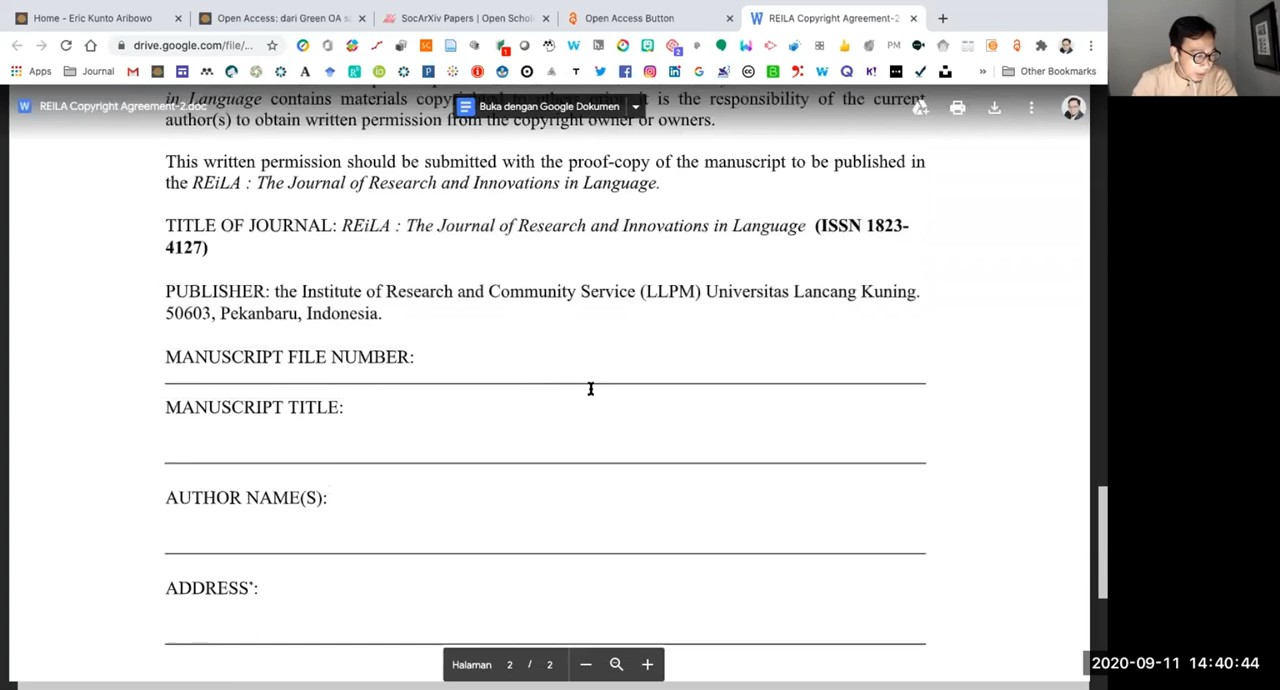 Home - Eric Kunto Aribowo
Open Access: dari Green OA s
SocArXiv Papers | Open Schol
Open Access Button
REILA Copyright Agreement-2
drive.google.com/file/...
Apps
Journal
Other Bookmarks
REILA Copyright Agreement-2.doc
Buka dengan Google Dokumen
in Language contains materials
is the responsibility of the current
author(s) to obtain written permission from the copyright owner or owners.
This written permission should be submitted with the proof-copy of the manuscript to be published in
the REiLA : The Journal of Research and Innovations in Language.
TITLE OF JOURNAL: REiLA : The Journal of Research and Innovations in Language (ISSN 1823-
4127)
PUBLISHER: the Institute of Research and Community Service (LLPM) Universitas Lancang Kuning.
50603, Pekanbaru, Indonesia.
MANUSCRIPT FILE NUMBER:
MANUSCRIPT TITLE:
AUTHOR NAME(S):
ADDRESS*:
Halaman 2 / 2
2020-09-11 14:40:44